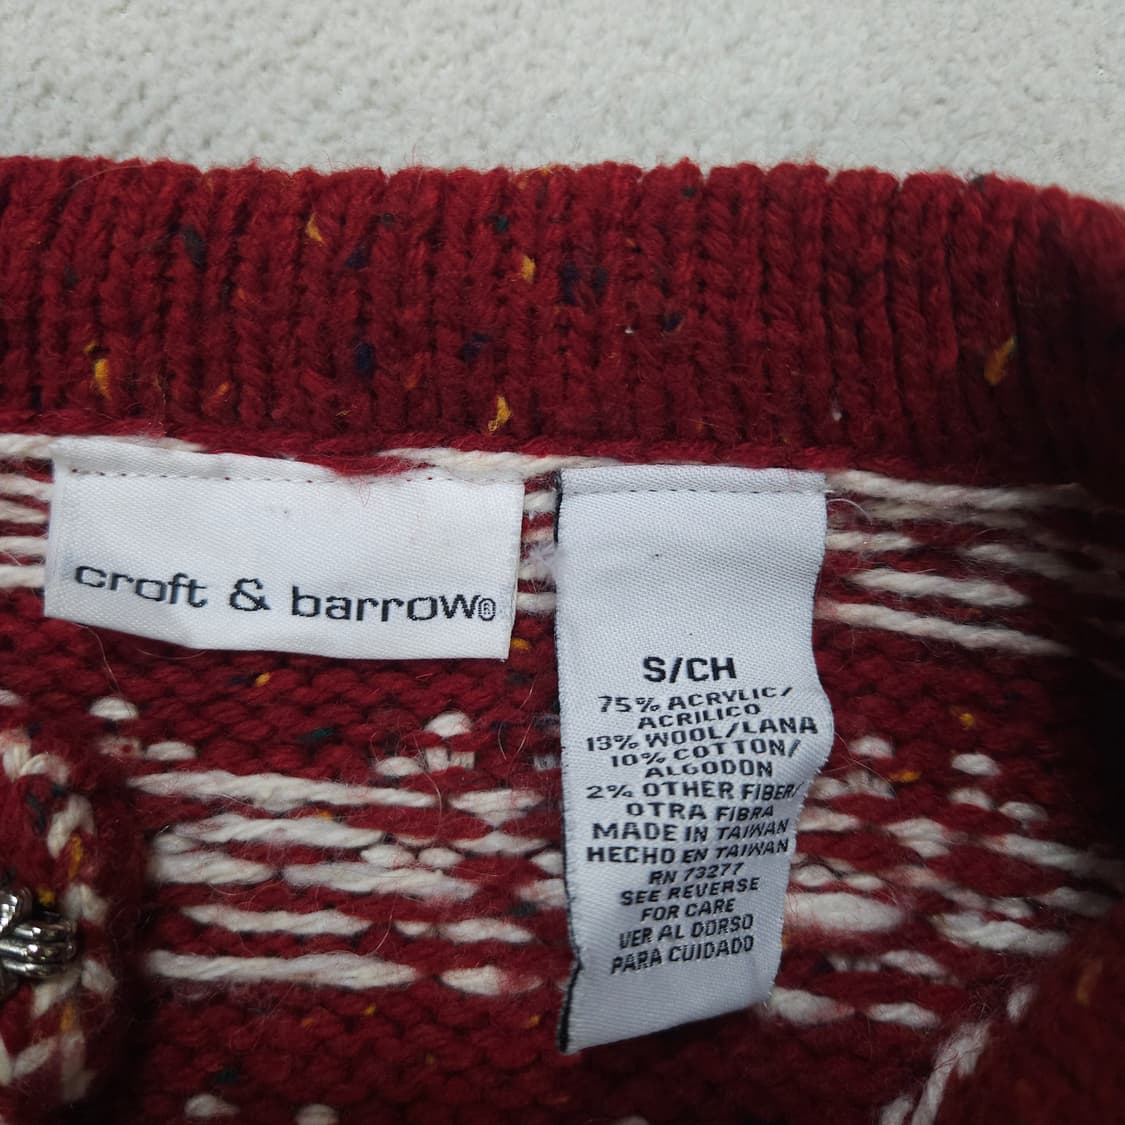 croft & barrow®
S/CH
75% ACRYLIC/
ACRILICO
13% WOOL/LANA
10% COTTON/
ALGODON
2% OTHER FIBER/
OTRA FIBRA
MADE IN TAIWAN
HECHO EN TAIWAN
RN 73277
SEE REVERSE
FOR CARE
VER AL DORSO
PARA CUIDADO